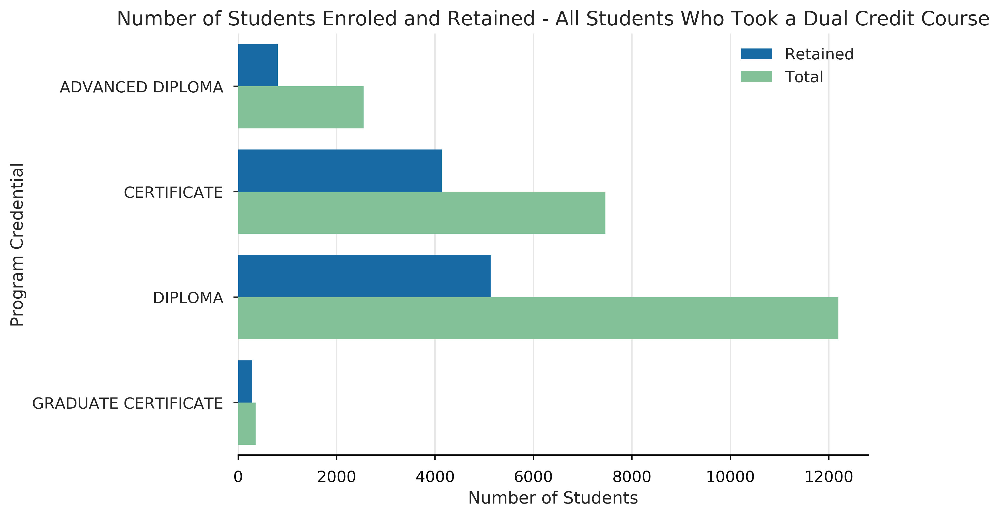 Number of Students Enroled and Retained - All Students Who Took a Dual Credit Course
Retained
Total
Program Credential
ADVANCED DIPLOMA
CERTIFICATE
DIPLOMA
GRADUATE CERTIFICATE
0 2000 4000 6000 8000 10000 12000
Number of Students